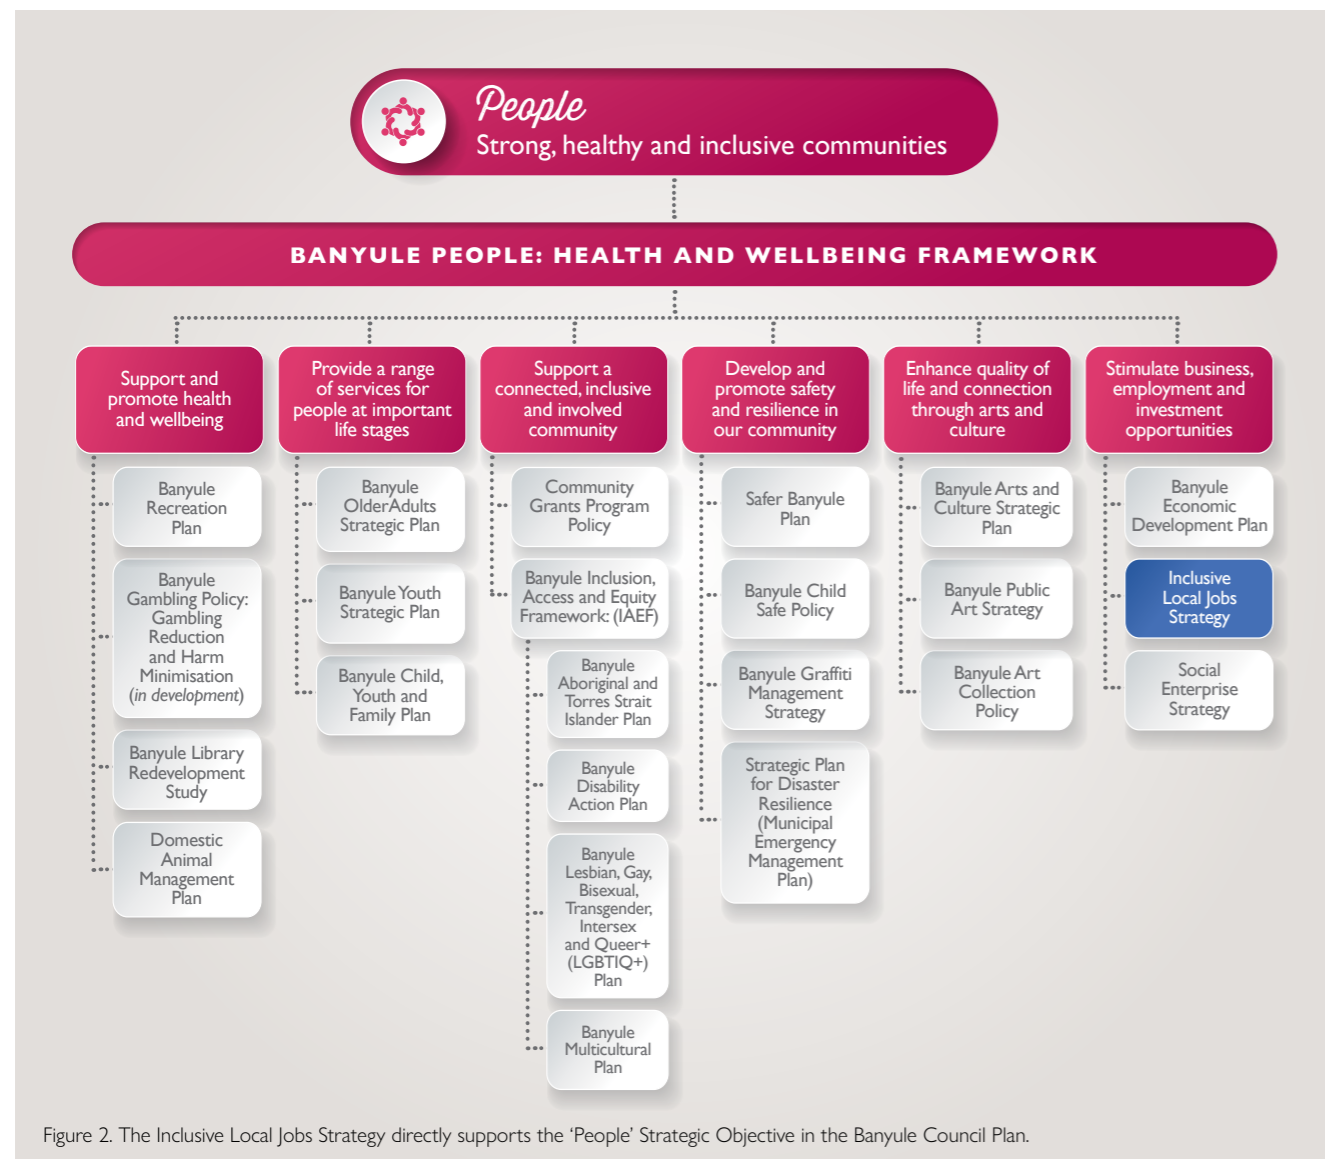 People
Strong, healthy and inclusive communities
BANYULE PEOPLE: HEALTH AND WELLBEING FRAMEWORK
Support and
promote health
and wellbeing
Banyule
Recreation
Plan
Banyule
Gambling Policy:
Gambling
Reduction
and Harm
Minimisation
(in development)
Banyule Library
Redevelopment
Study
Domestic
Animal
Management
Plan
Provide a range
of services for
people at important
life stages
Banyule
OlderAdults
Strategic Plan
Banyule Youth
Strategic Plan
Banyule Child,
Youth and
Family Plan
Support a
connected, inclusive
and involved
community
Community
Grants Program
Policy
Banyule Inclusion,
Access and Equity
Framework: (IAEF)
Banyule
Aboriginal and
Torres Strait
Islander Plan
Banyule
Disability
Action Plan
Banyule
Lesbian, Gay,
Bisexual,
Transgender,
Intersex
and Queer+
(LGBTIQ+)
Plan
Banyule
Multicultural
Plan
Develop and
promote safety
and resilience in
our community
Safer Banyule
Plan
Banyule Child
Safe Policy
Banyule Graffiti
Management
Strategy
Strategic Plan
for Disaster
Resilience
(Municipal
Emergency
Management
Plan)
Enhance quality of
life and connection
through arts and
culture
Banyule Arts and
Culture Strategic
Plan
Banyule Public
Art Strategy
Banyule Art
Collection
Policy
Stimulate business,
employment and
investment
opportunities
Banyule
Economic
Development Plan
Inclusive
Local Jobs
Strategy
Social
Enterprise
Strategy
Figure 2. The Inclusive Local Jobs Strategy directly supports the ‘People’ Strategic Objective in the Banyule Council Plan.